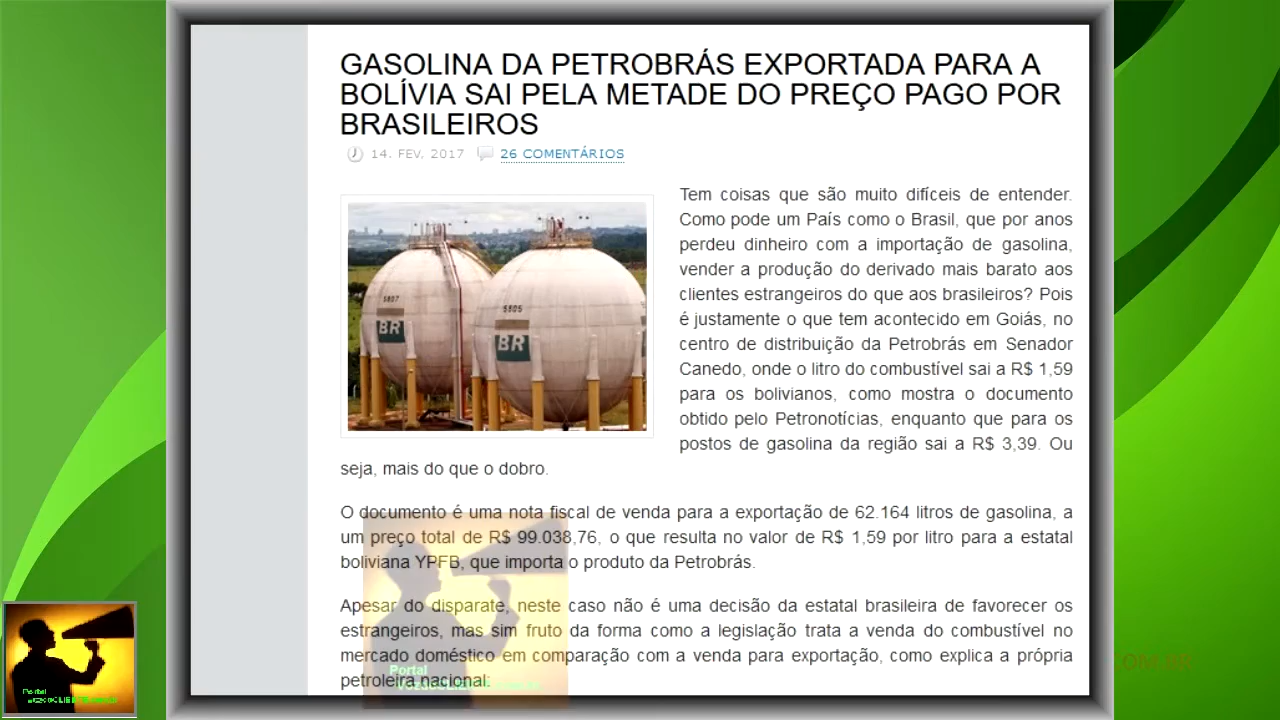 GASOLINA DA PETROBRÁS EXPORTADA PARA A
BOLÍVIA SAI PELA METADE DO PREÇO PAGO POR
BRASILEIROS
14. FEV, 2017 26 COMENTÁRIOS
5807
BR
5805
BR
Tem coisas que são muito difíceis de entender.
Como pode um País como o Brasil, que por anos
perdeu dinheiro com a importação de gasolina,
vender a produção do derivado mais barato aos
clientes estrangeiros do que aos brasileiros? Pois
é justamente o que tem acontecido em Goiás, no
centro de distribuição da Petrobrás em Senador
Canedo, onde o litro do combustível sai a R$ 1,59
para os bolivianos, como mostra o documento
obtido pelo Petronotícias, enquanto que para os
postos de gasolina da região sai a R$ 3,39. Ou
seja, mais do que o dobro.
O documento é uma nota fiscal de venda para a exportação de 62.164 litros de gasolina, a
um preço total de R$ 99.038,76, o que resulta no valor de R$ 1,59 por litro para a estatal
boliviana YPFB, que importa o produto da Petrobrás.
Apesar do disparate, neste caso não é uma decisão da estatal brasileira de favorecer os
estrangeiros, mas sim fruto da forma como a legislação trata a venda do combustível no
mercado doméstico em comparação com a venda para exportação, como explica a própria
petroleira nacional:
Portal
Portal
OM.BR